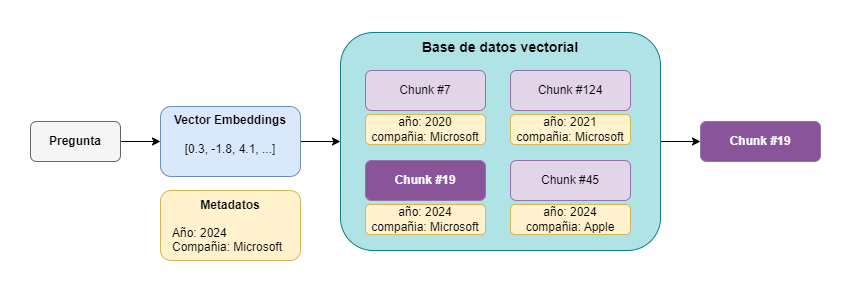 Pregunta
Vector Embeddings
[0.3, -1.8, 4.1, ...]
Metadatos
Año: 2024
Compañia: Microsoft
Base de datos vectorial
Chunk #7
año: 2020
compañia: Microsoft
Chunk #124
año: 2021
compañia: Microsoft
Chunk #19
año: 2024
compañia: Microsoft
Chunk #45
año: 2024
compañia: Apple
Chunk #19